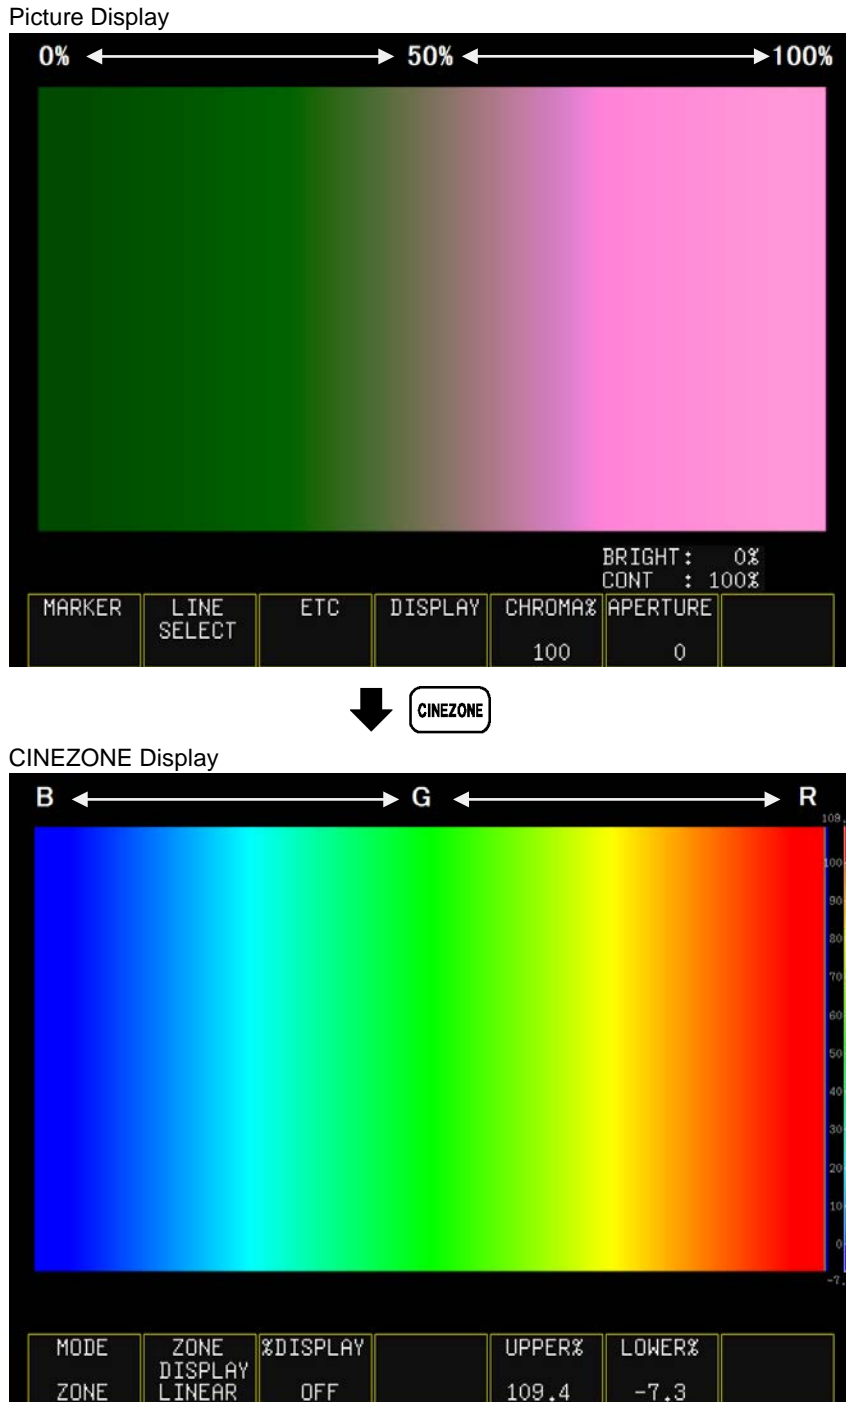 Picture Display
0% 50% 100%
BRIGHT: 0%
CONT : 100%
MARKER LINE SELECT ETC DISPLAY CHROMA% 100 APERTURE 0
CINEZONE
CINEZONE Display
B G R
109.
100
90
80
70
60
50
40
30
20
10
0
-7.
MODE ZONE ZONE DISPLAY LINEAR %DISPLAY OFF UPPER% 109.4 LOWER% -7.3